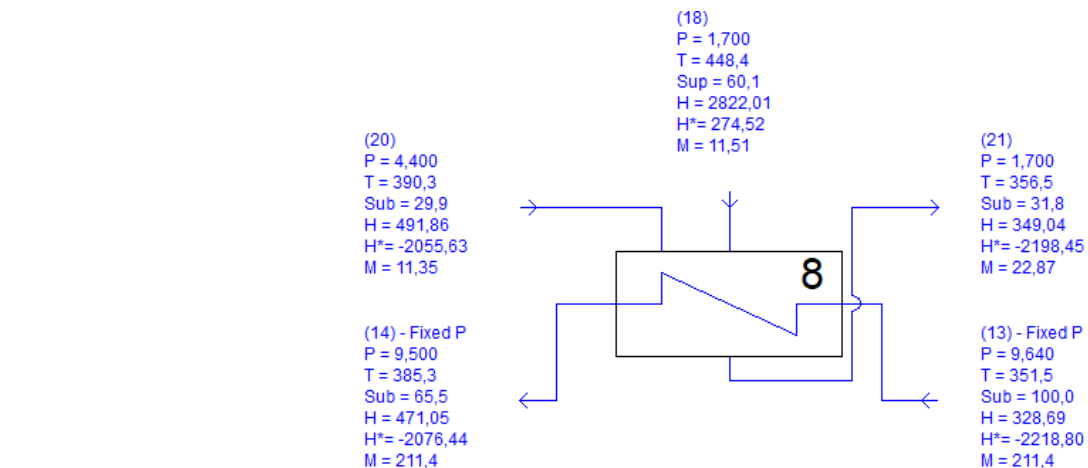 (18)
P = 1,700
T = 448,4
Sup = 60,1
H = 2822,01
H*= 274,52
M = 11,51
(20)
P = 4,400
T = 390,3
Sub = 29,9
H = 491,86
H*= -2055,63
M = 11,35
(21)
P = 1,700
T = 356,5
Sub = 31,8
H = 349,04
H*= -2198,45
M = 22,87
8
(14) - Fixed P
P = 9,500
T = 385,3
Sub = 65,5
H = 471,05
H*= -2076,44
M = 211,4
(13) - Fixed P
P = 9,640
T = 351,5
Sub = 100,0
H = 328,69
H*= -2218,80
M = 211,4